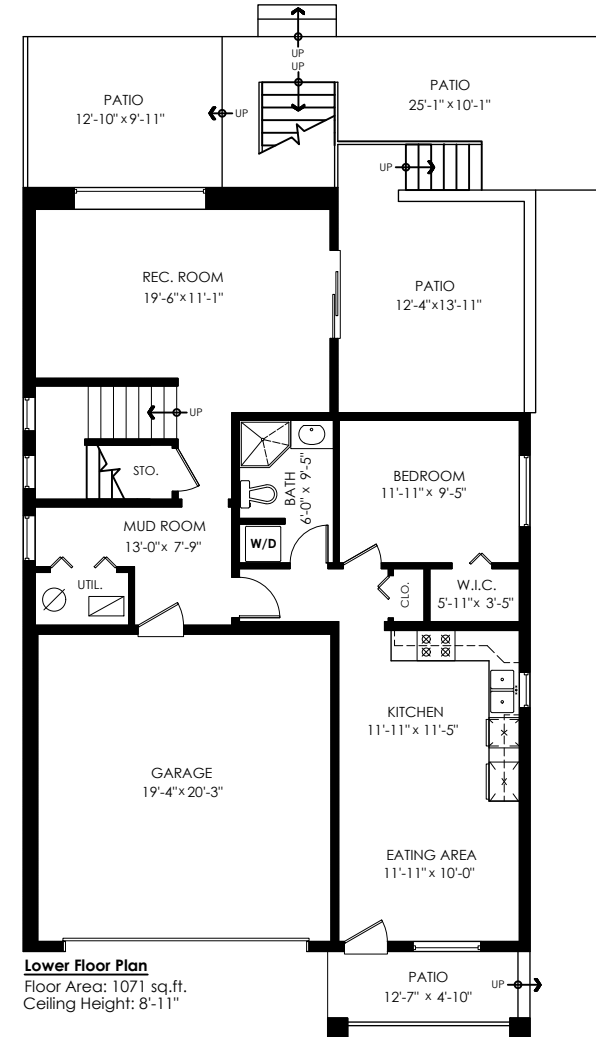 UP
UP
PATIO
12'-10" x 9'-11"
UP
PATIO
25'-1" x 10'-1"
UP
REC. ROOM
19'-6" x 11'-1"
PATIO
12'-4" x 13'-11"
UP
STO.
BATH
6'-0" x 9'-5"
BEDROOM
11'-11" x 9'-5"
MUD ROOM
13'-0" x 7'-9"
W/D
UTIL.
CLO.
W.I.C.
5'-11" x 3'-5"
KITCHEN
11'-11" x 11'-5"
GARAGE
19'-4" x 20'-3"
EATING AREA
11'-11" x 10'-0"
PATIO
12'-7" x 4'-10"
UP
Lower Floor Plan
Floor Area: 1071 sq.ft.
Ceiling Height: 8'-11"